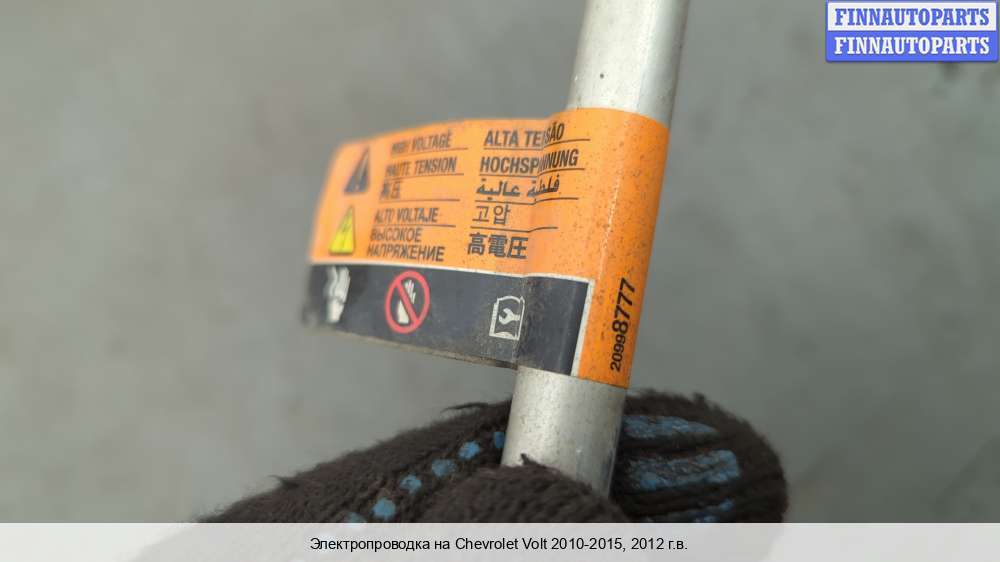 FINNAUTOPARTS
FINNAUTOPARTS
HIGH VOLTAGE
HAUTE TENSION
高压
ALTO VOLTAJE
ВЫСОКОЕ
НАПРЯЖЕНИЕ
ALTA TENSÃO
HOCHSPANNUNG
فلطية عالية
고압
高電圧
20998777
Электропроводка на Chevrolet Volt 2010-2015, 2012 г.в.